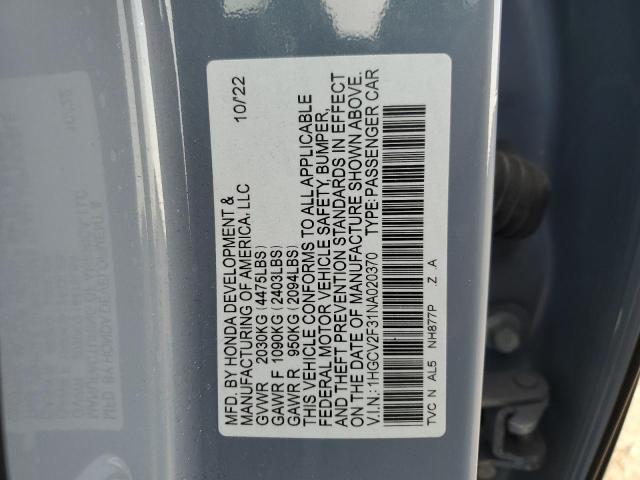 MFD. BY HONDA DEVELOPMENT & 10/22
MANUFACTURING OF AMERICA, LLC
GVWR 2030KG (4475LBS)
GAWR F 1090KG (2403LBS)
GAWR R 950KG (2094LBS)
THIS VEHICLE CONFORMS TO ALL APPLICABLE
FEDERAL MOTOR VEHICLE SAFETY, BUMPER,
AND THEFT PREVENTION STANDARDS IN EFFECT
ON THE DATE OF MANUFACTURE SHOWN ABOVE.
V.I.N.: 1HGCV2F31NA020370 TYPE: PASSENGER CAR
TVC N AL5 NH877P .Z .A